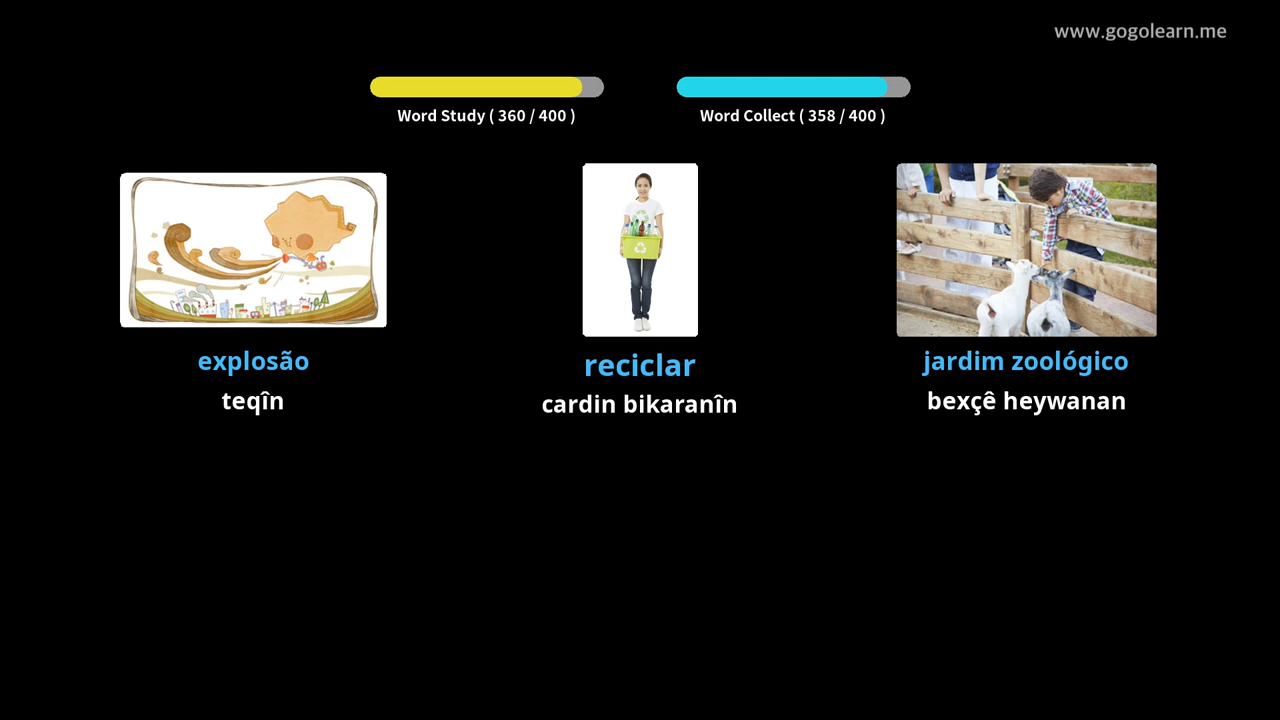 www.gogolearn.me
Word Study ( 360 / 400 )
Word Collect ( 358 / 400 )
explosão
reciclar
jardim zoológico
teqîn
cardin bikaranîn
bexçê heywanan